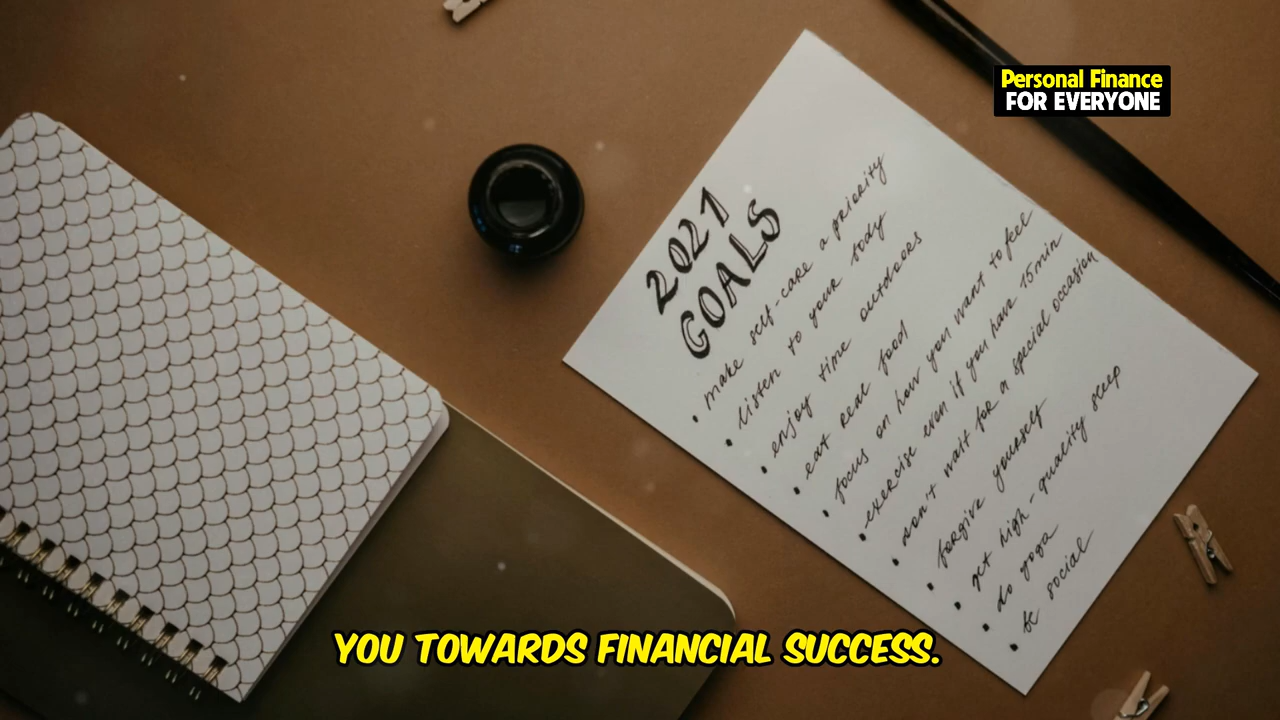 Personal Finance
FOR EVERYONE
2021
GOALS
• make self-care a priority
• listen to your body
• enjoy time outdoors
• eat real food
• focus on how you want to feel
• exercise even if you have 15 min
• don't wait for a special occasion
• forgive yourself
• get high-quality sleep
• do yoga
• be social
YOU TOWARDS FINANCIAL SUCCESS.